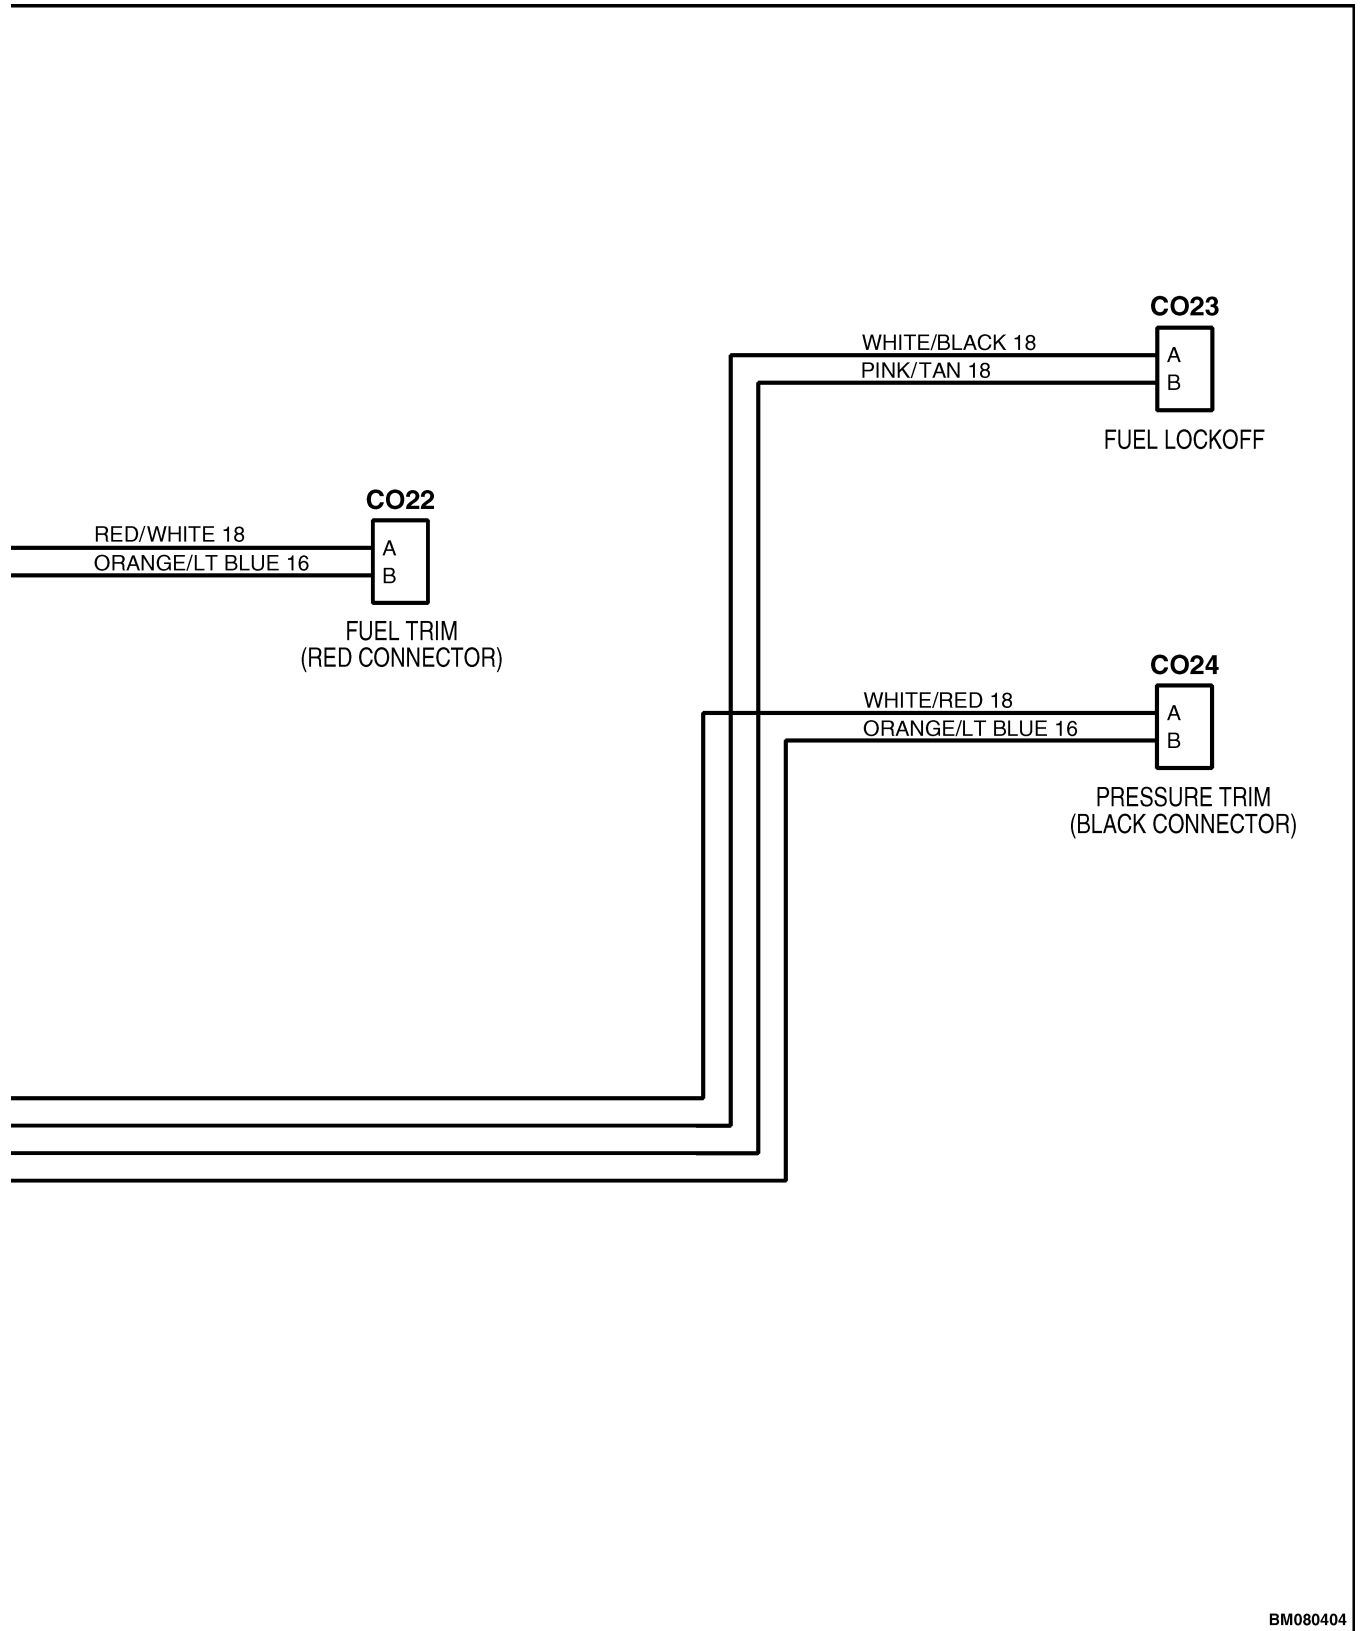 CO23
WHITE/BLACK 18
A
PINK/TAN 18
B
FUEL LOCKOFF
CO22
RED/WHITE 18
A
ORANGE/LT BLUE 16
B
FUEL TRIM
(RED CONNECTOR)
CO24
WHITE/RED 18
A
ORANGE/LT BLUE 16
B
PRESSURE TRIM
(BLACK CONNECTOR)
BM080404